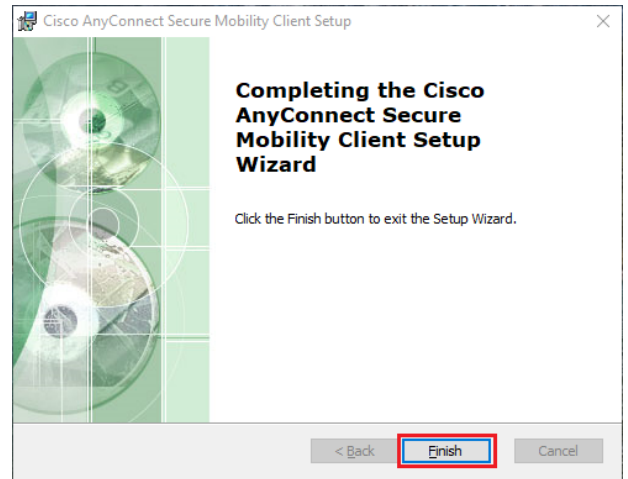 Cisco AnyConnect Secure Mobility Client Setup
Completing the Cisco
AnyConnect Secure
Mobility Client Setup
Wizard
Click the Finish button to exit the Setup Wizard.
< Back
Finish
Cancel